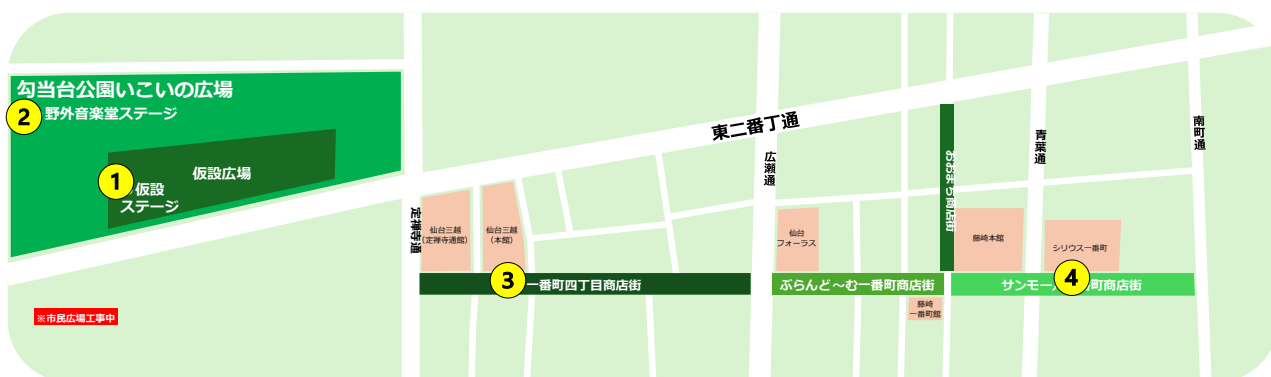 勾当台公園いこいの広場
2
野外音楽堂ステージ
1
仮設広場
仮設
ステージ
※市民広場工事中
東二番丁通
定禅寺通
広瀬通
おおまち商店街
青葉通
南町通
仙台三越
(定禅寺通館)
仙台三越
(本館)
仙台
フォーラス
藤崎本館
シリウス一番町
3
一番町四丁目商店街
ぶらんど～む一番町商店街
サンモール
4
町商店街
藤崎
一番町館